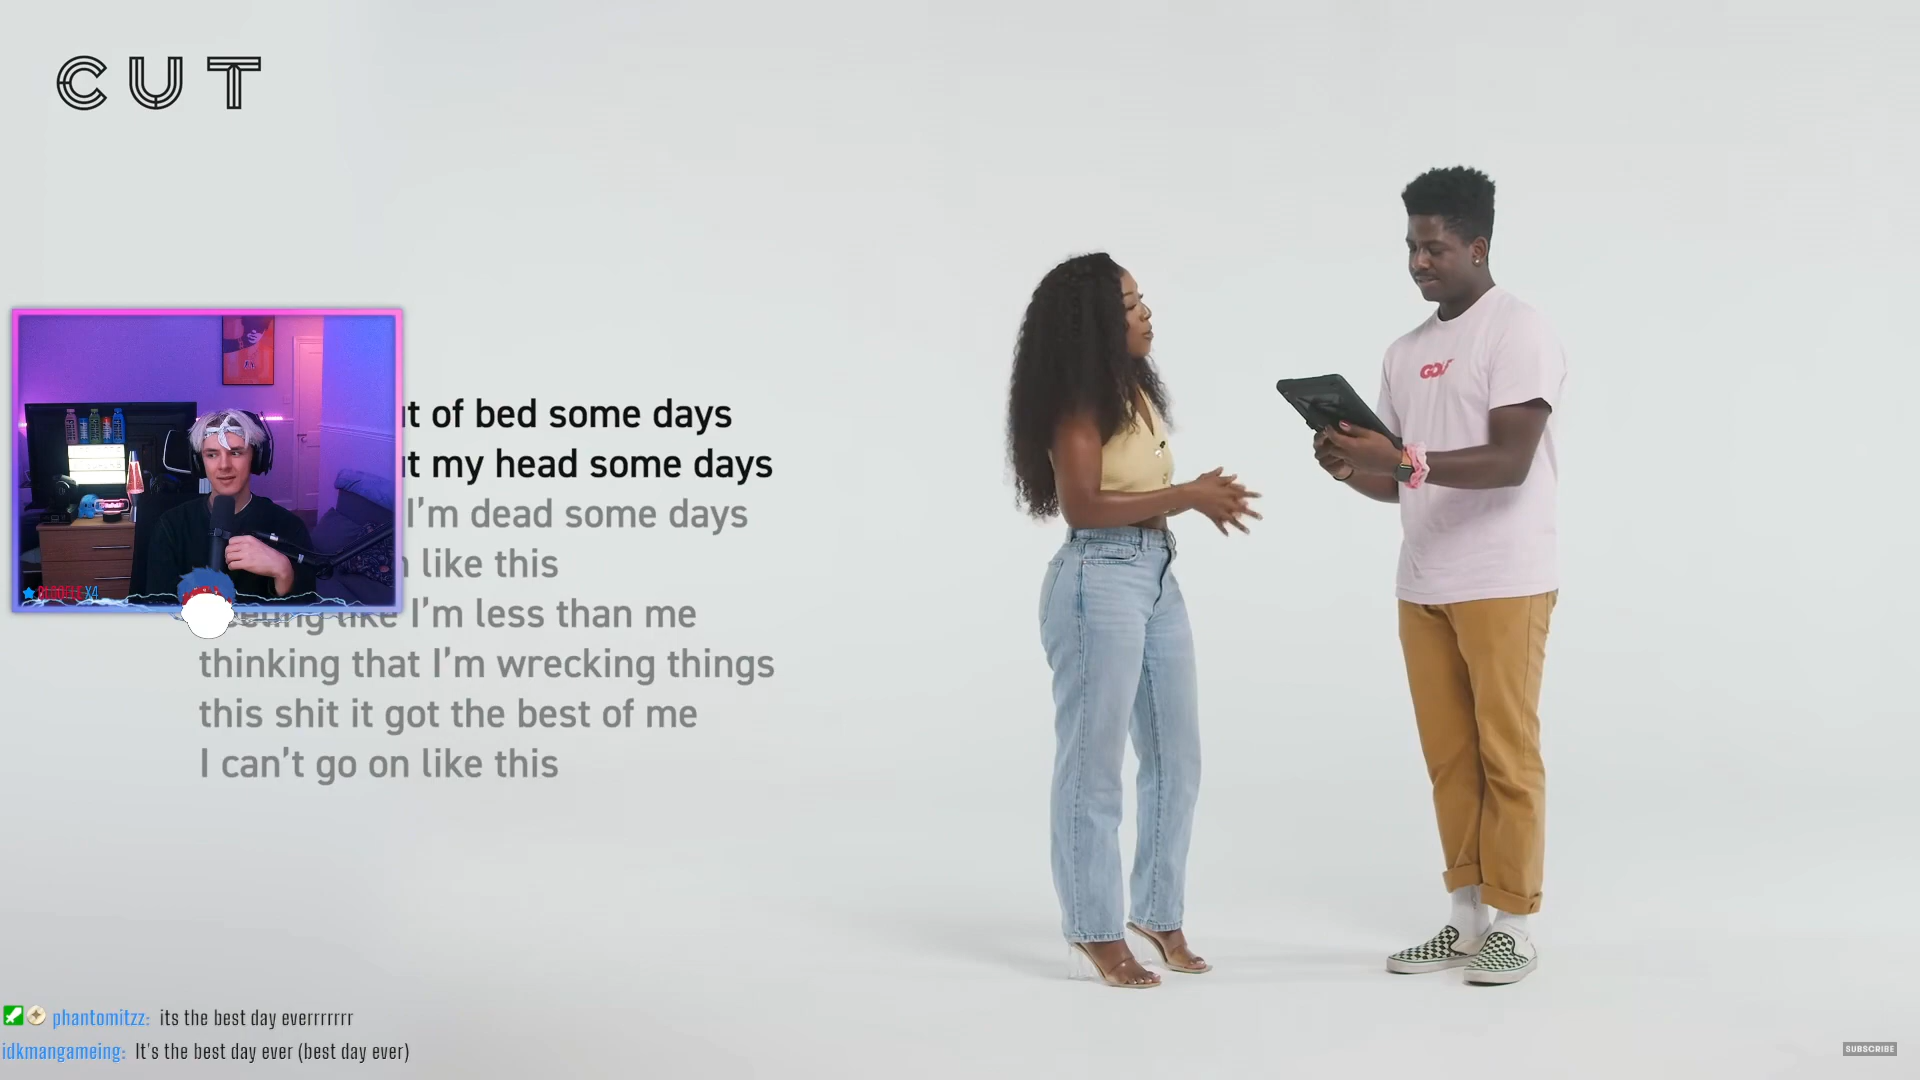 CUT
t of bed some days
t my head some days
I'm dead some days
like this
like I'm less than me
thinking that I'm wrecking things
this shit it got the best of me
I can't go on like this
GOLF
phantomitzz: its the best day everrrrrrr
idkmangameing: It's the best day ever (best day ever)
SUBSCRIBE